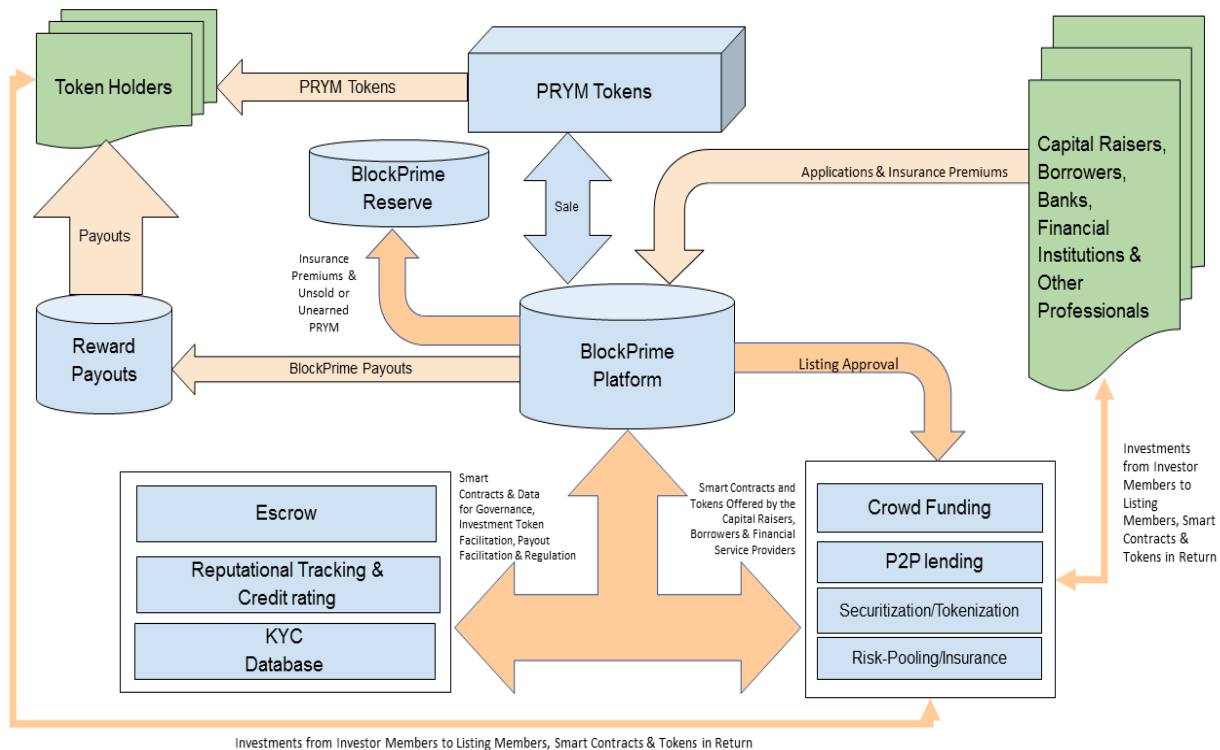 Token Holders
PRYM Tokens
PRYM Tokens
Capital Raisers,
Borrowers,
Banks,
Financial
Institutions &
Other
Professionals
BlockPrime
Reserve
Sale
Applications & Insurance Premiums
Payouts
Insurance
Premiums &
Unsold or
Unearned
PRYM
Reward
Payouts
BlockPrime Payouts
BlockPrime
Platform
Listing Approval
Investments
from Investor
Members to
Listing
Members, Smart
Contracts &
Tokens in Return
Escrow
Reputational Tracking &
Credit rating
KYC
Database
Smart
Contracts & Data
for Governance,
Investment Token
Facilitation, Payout
Facilitation & Regulation
Smart Contracts and
Tokens Offered by the
Capital Raisers,
Borrowers & Financial
Service Providers
Crowd Funding
P2P lending
Securitization/Tokenization
Risk-Pooling/Insurance
Investments from Investor Members to Listing Members, Smart Contracts & Tokens in Return